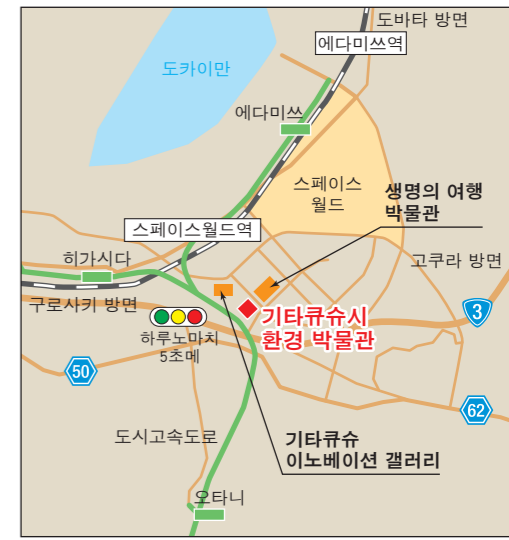 도바타 방면
에다미쓰역
도카이만
에다미쓰
스페이스
월드
생명의 여행
박물관
스페이스월드역
히가시다
고쿠라 방면
구로사키 방면
기타큐슈시
환경 박물관
3
하루노마치
5초메
50
62
도시고속도로
기타큐슈
이노베이션 갤러리
오타니